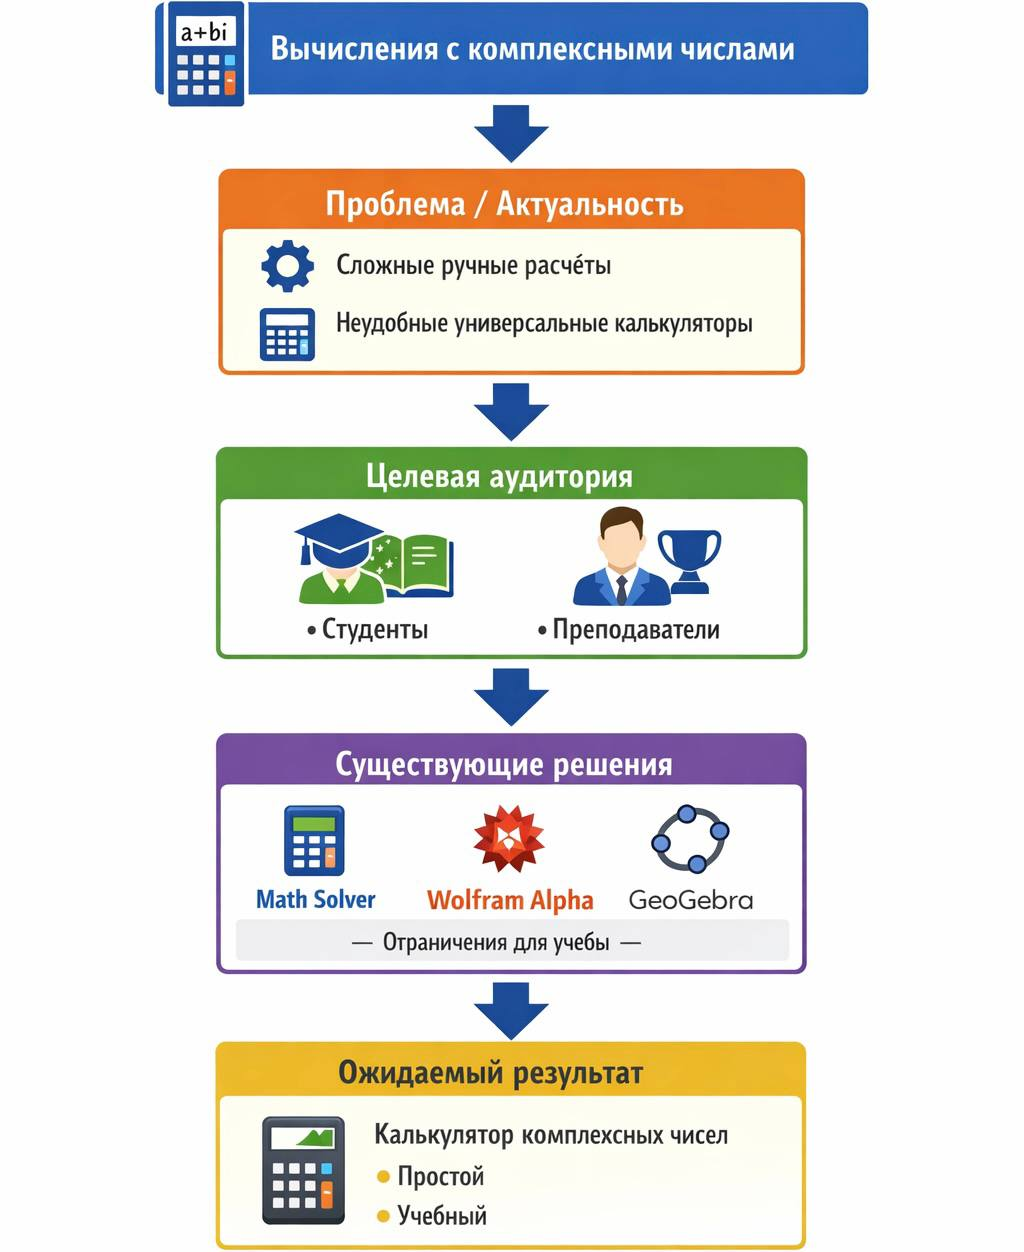 a+bi
Вычисления с комплексными числами
Проблема / Актуальность
Сложные ручные расчёты
Неудобные универсальные калькуляторы
Целевая аудитория
• Студенты
• Преподаватели
Существующие решения
Math Solver
Wolfram Alpha
GeoGebra
— Ограничения для учебы —
Ожидаемый результат
Калькулятор комплексных чисел
• Простой
• Учебный